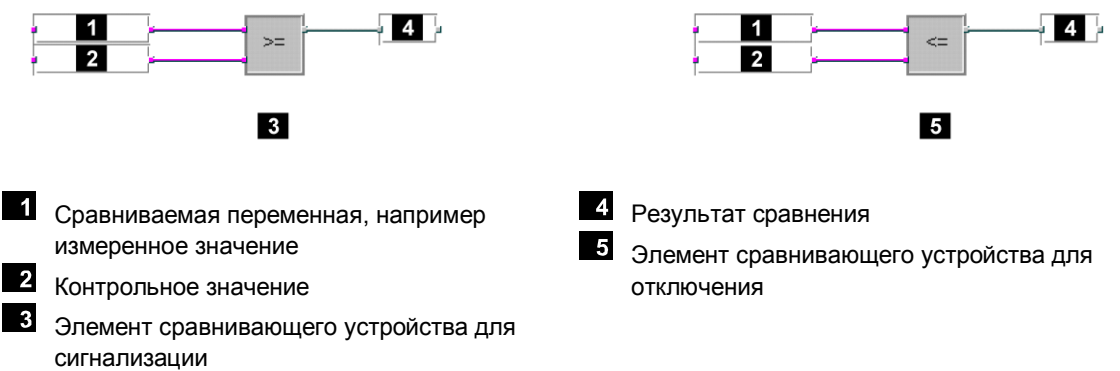 1 >= 4
2
3
1 <= 4
2
5
1 Сравниваемая переменная, например
измеренное значение
2 Контрольное значение
3 Элемент сравнивающего устройства для
сигнализации
4 Результат сравнения
5 Элемент сравнивающего устройства для
отключения